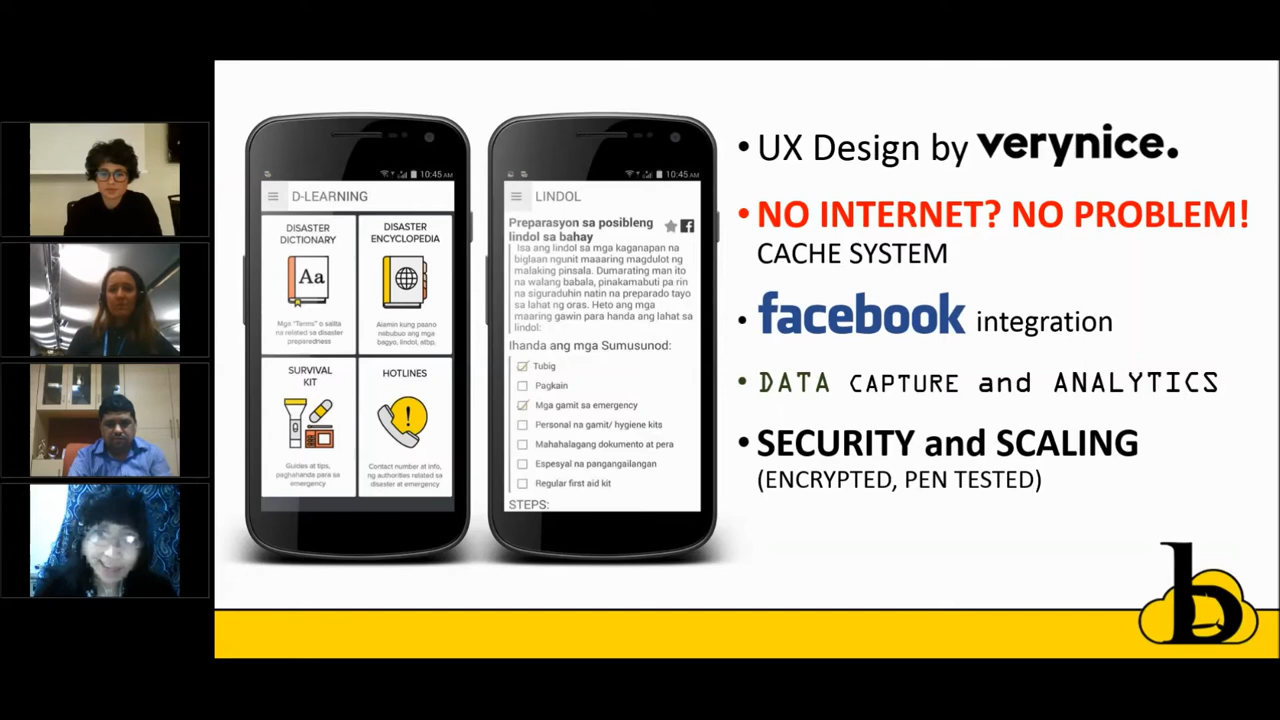 10:45 AM
D-LEARNING
DISASTER
DICTIONARY
Aa
Mga "Terms" o salita
na related sa disaster
preparedness
DISASTER
ENCYCLOPEDIA
Alamin kung paano
nabubuo ang mga
bagyo, lindol, atbp.
SURVIVAL
KIT
Guides at tips,
paghahanda para sa
emergency
HOTLINES
Contact number at info,
ng authorities related sa
disaster at emergency
10:45 AM
LINDOL
Preparasyon sa posibleng
lindol sa bahay
Isa ang lindol sa mga kaganapan na
biglaan ngunit maaring magdulot ng
malaking pinsala. Dumarating man ito
na walang babala, pinakamabuti pa rin
na siguraduhin natin na preparado tayo
sa lahat ng oras. Heto ang mga
maaring gawin para handa ang lahat sa
lindol:
Ihanda ang mga Sumusunod:
Tubig
Pagkain
Mga gamit sa emergency
Personal na gamit/ hygiene kits
Mahahalagang dokumento at pera
Espesyal na pangangailangan
Regular first aid kit
STEPS:
• UX Design by verynice.
• NO INTERNET? NO PROBLEM!
CACHE SYSTEM
• facebook integration
• DATA CAPTURE and ANALYTICS
• SECURITY and SCALING
(ENCRYPTED, PEN TESTED)
b